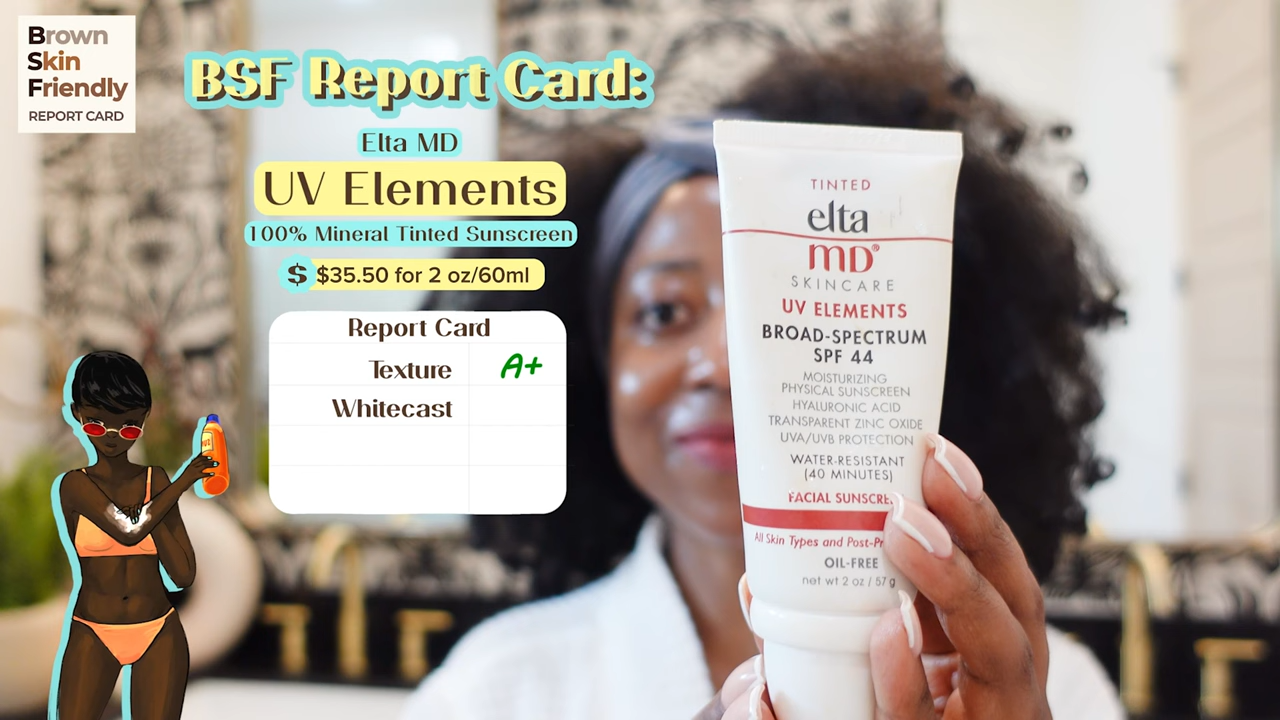 Brown
Skin
Friendly
REPORT CARD
BSF Report Card:
Elta MD
UV Elements
100% Mineral Tinted Sunscreen
$ $35.50 for 2 oz/60ml
Report Card
Texture A+
Whitecast
TINTED
elta
MD®
SKINCARE
UV ELEMENTS
BROAD-SPECTRUM
SPF 44
MOISTURIZING
PHYSICAL SUNSCREEN
HYALURONIC ACID
TRANSPARENT ZINC OXIDE
UVA/UVB PROTECTION
WATER-RESISTANT
(40 MINUTES)
FACIAL SUNSCRE
All Skin Types and Post-Pr
OIL-FREE
net wt 2 oz / 57 g